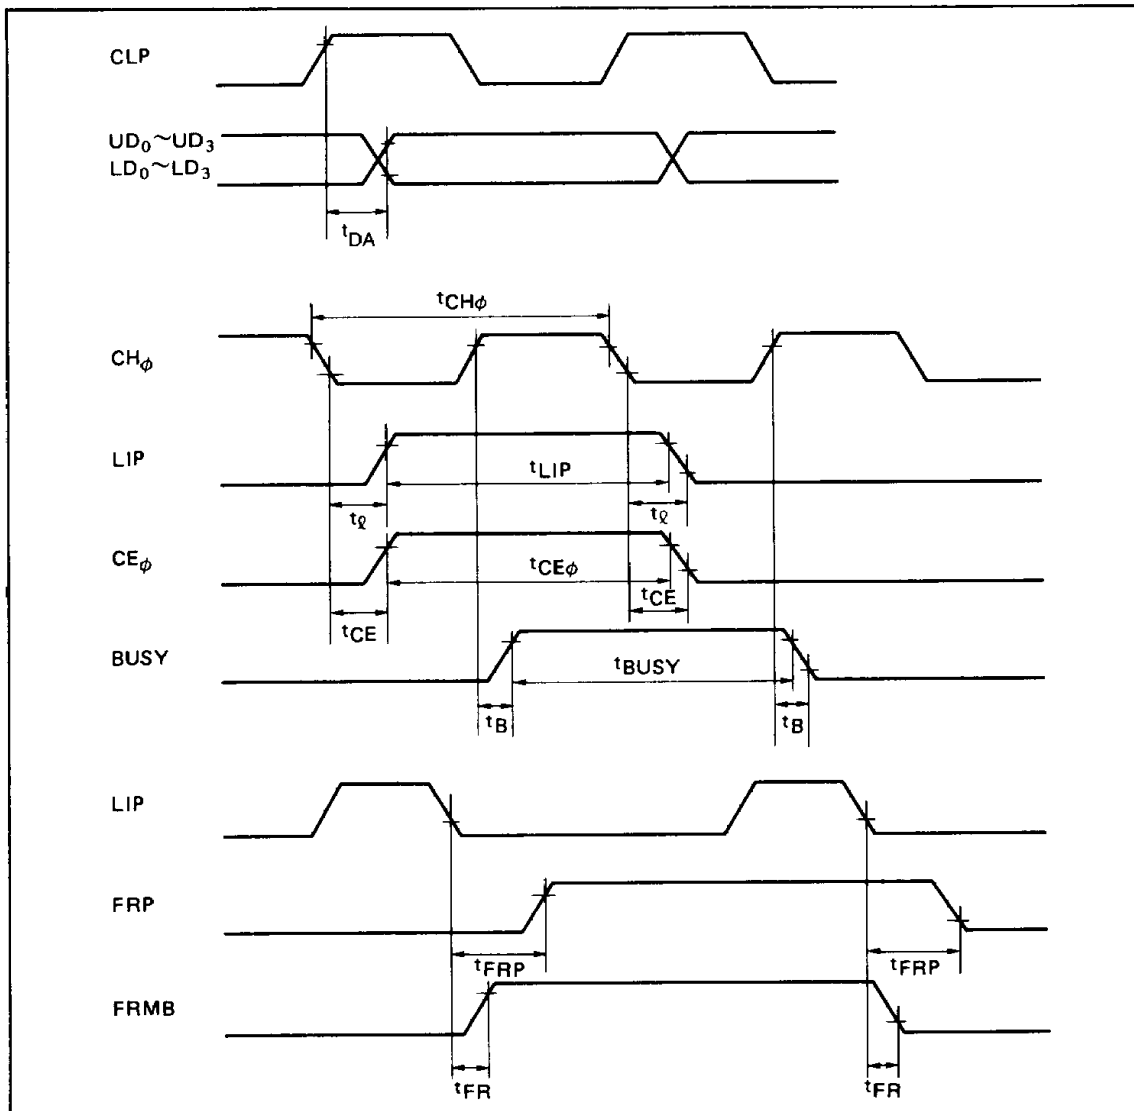 CLP
UD₀~UD₃
LD₀~LD₃
tDA
tCHϕ
CHϕ
LIP
tLIP
tℓ
tℓ
CEϕ
tCEϕ
tCE
tCE
BUSY
tBUSY
tB
tB
LIP
FRP
tFRP
tFRP
FRMB
tFR
tFR